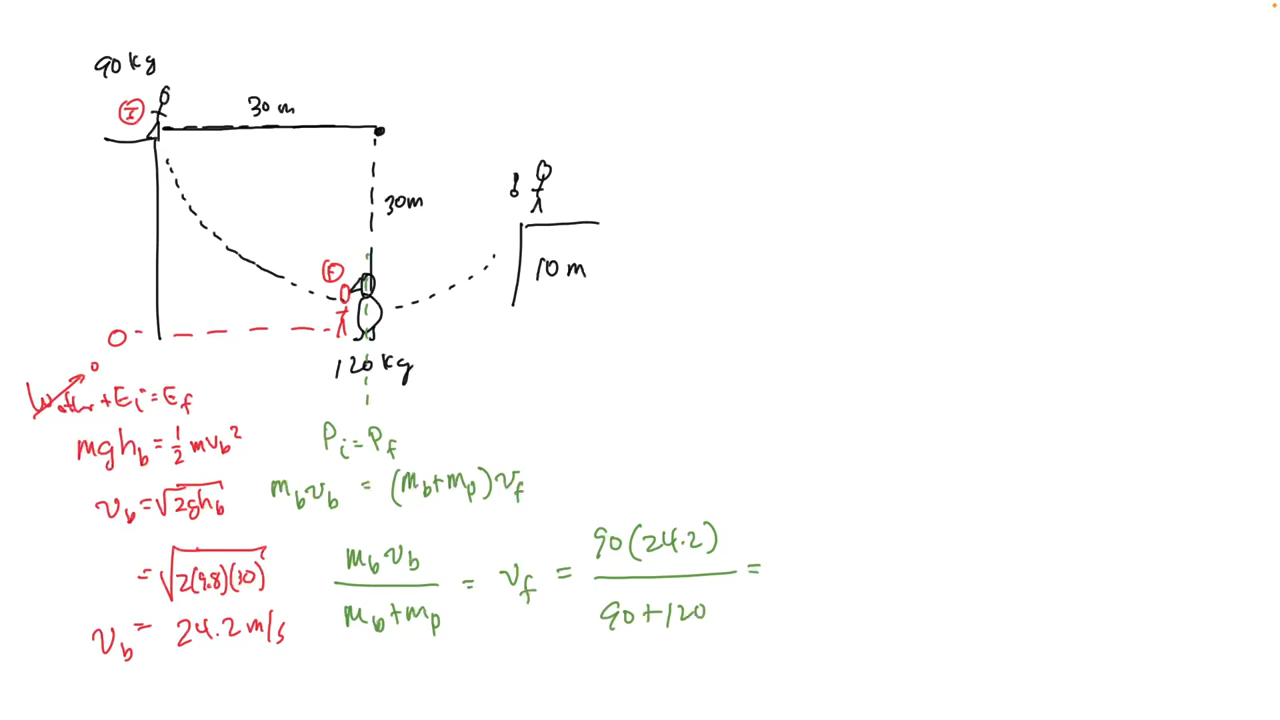 90 kg
I
30 m
30m
F
10 m
0
120 kg
W other + Ei = Ef
0
mghb = 1/2 mvb²
vb = √2ghb
= √2(9.8)(30)
vb = 24.2 m/s
Pi = Pf
mbvb = (mb+mp)vf
mbvb / mb+mp = vf = 90(24.2) / 90+120 =